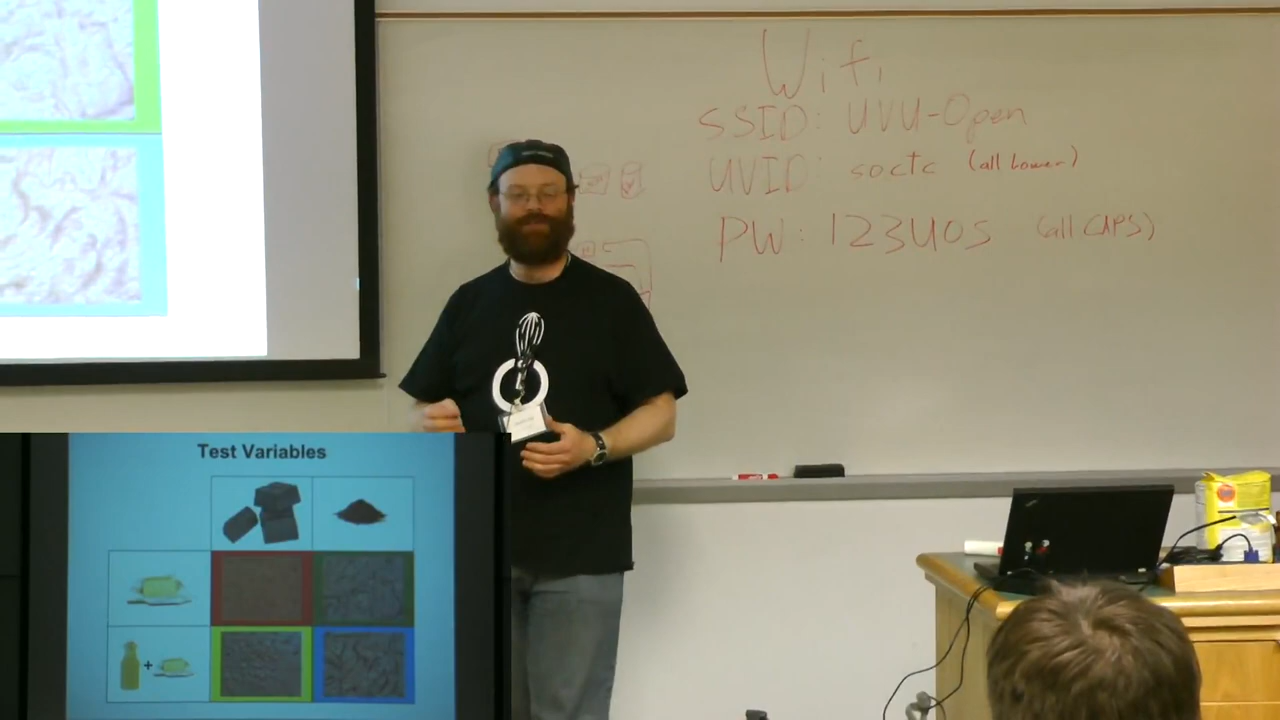 Wifi
SSID: UVU-Open
UVID: soctc (all Lower)
PW: 123UOS (all CAPS)
Test Variables
+